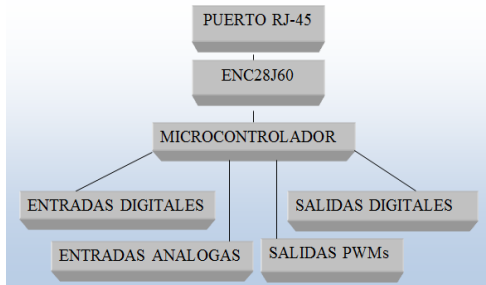 PUERTO RJ-45
ENC28J60
MICROCONTROLADOR
ENTRADAS DIGITALES
SALIDAS DIGITALES
ENTRADAS ANALOGAS
SALIDAS PWMs